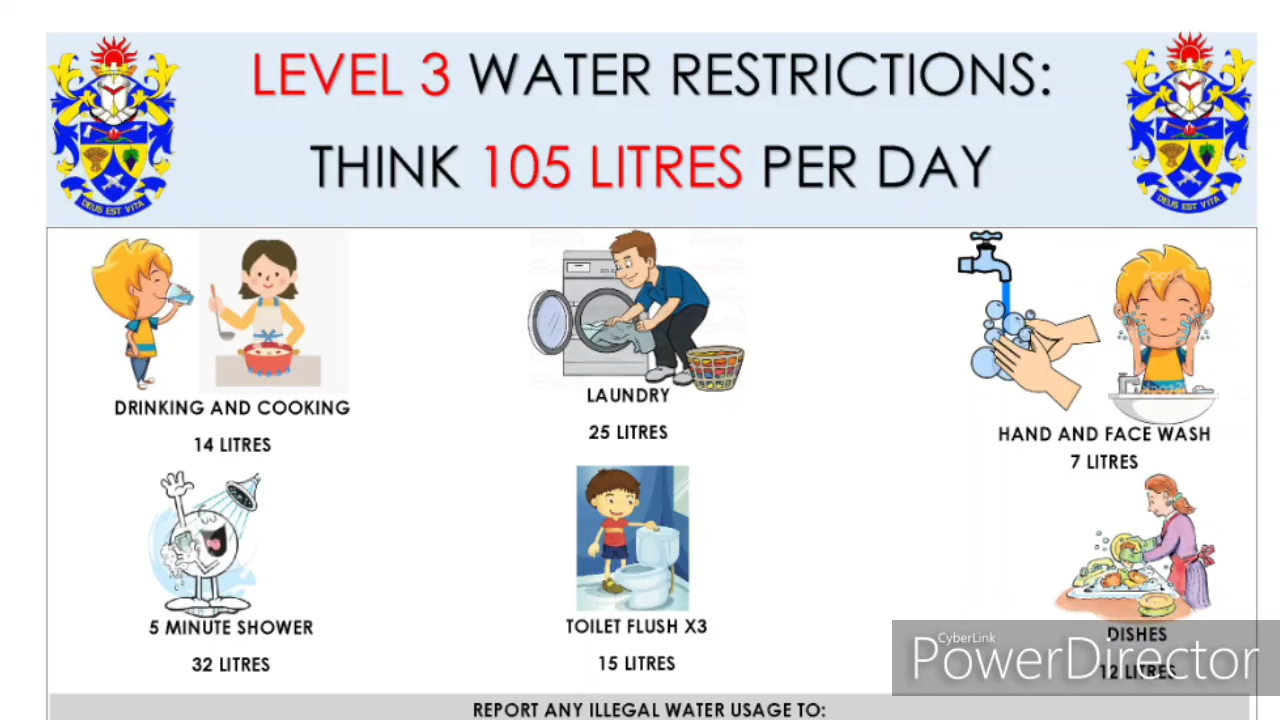 LEVEL 3 WATER RESTRICTIONS:
THINK 105 LITRES PER DAY
DEUS EST VITA
DEUS EST VITA
DRINKING AND COOKING
14 LITRES
LAUNDRY
25 LITRES
HAND AND FACE WASH
7 LITRES
5 MINUTE SHOWER
32 LITRES
TOILET FLUSH X3
15 LITRES
DISHES
12 LITRES
CyberLink
PowerDirector
REPORT ANY ILLEGAL WATER USAGE TO: